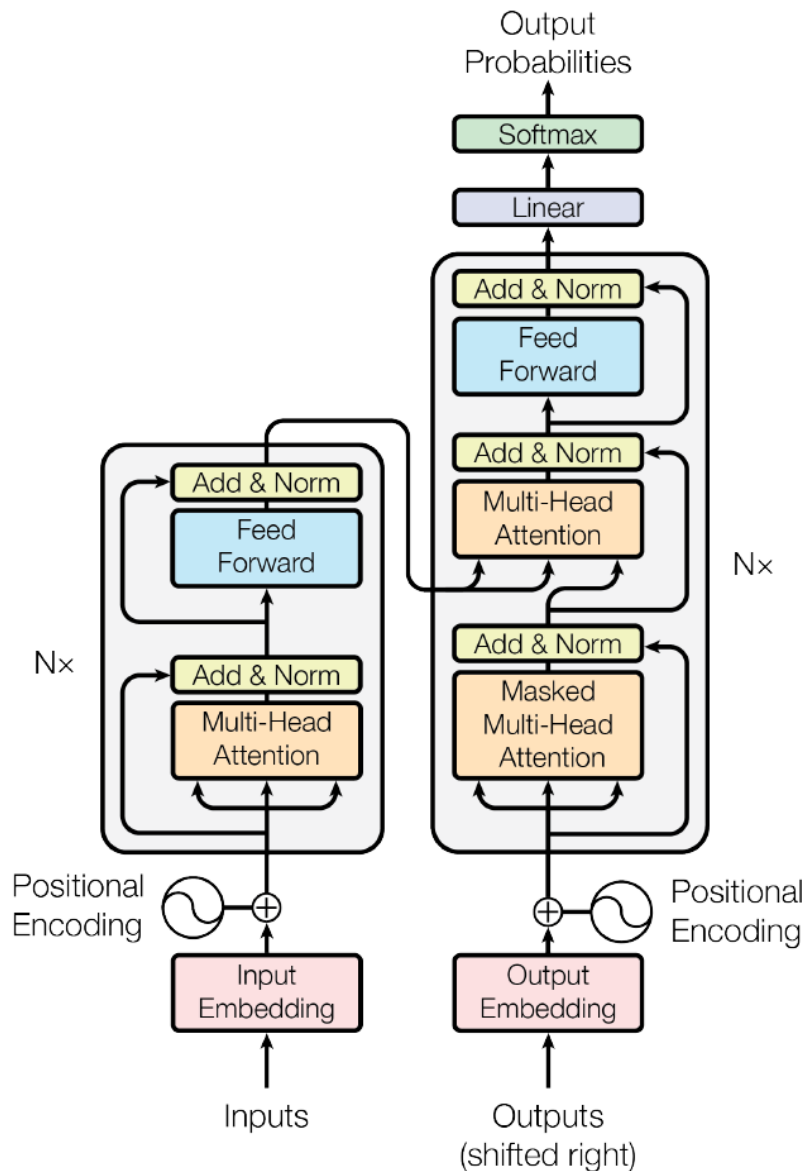 Output
Probabilities
Softmax
Linear
Add & Norm
Feed
Forward
Add & Norm
Multi-Head
Attention
Add & Norm
Masked
Multi-Head
Attention
N×
Add & Norm
Feed
Forward
Add & Norm
Multi-Head
Attention
N×
Positional
Encoding
Positional
Encoding
Input
Embedding
Output
Embedding
Inputs
Outputs
(shifted right)